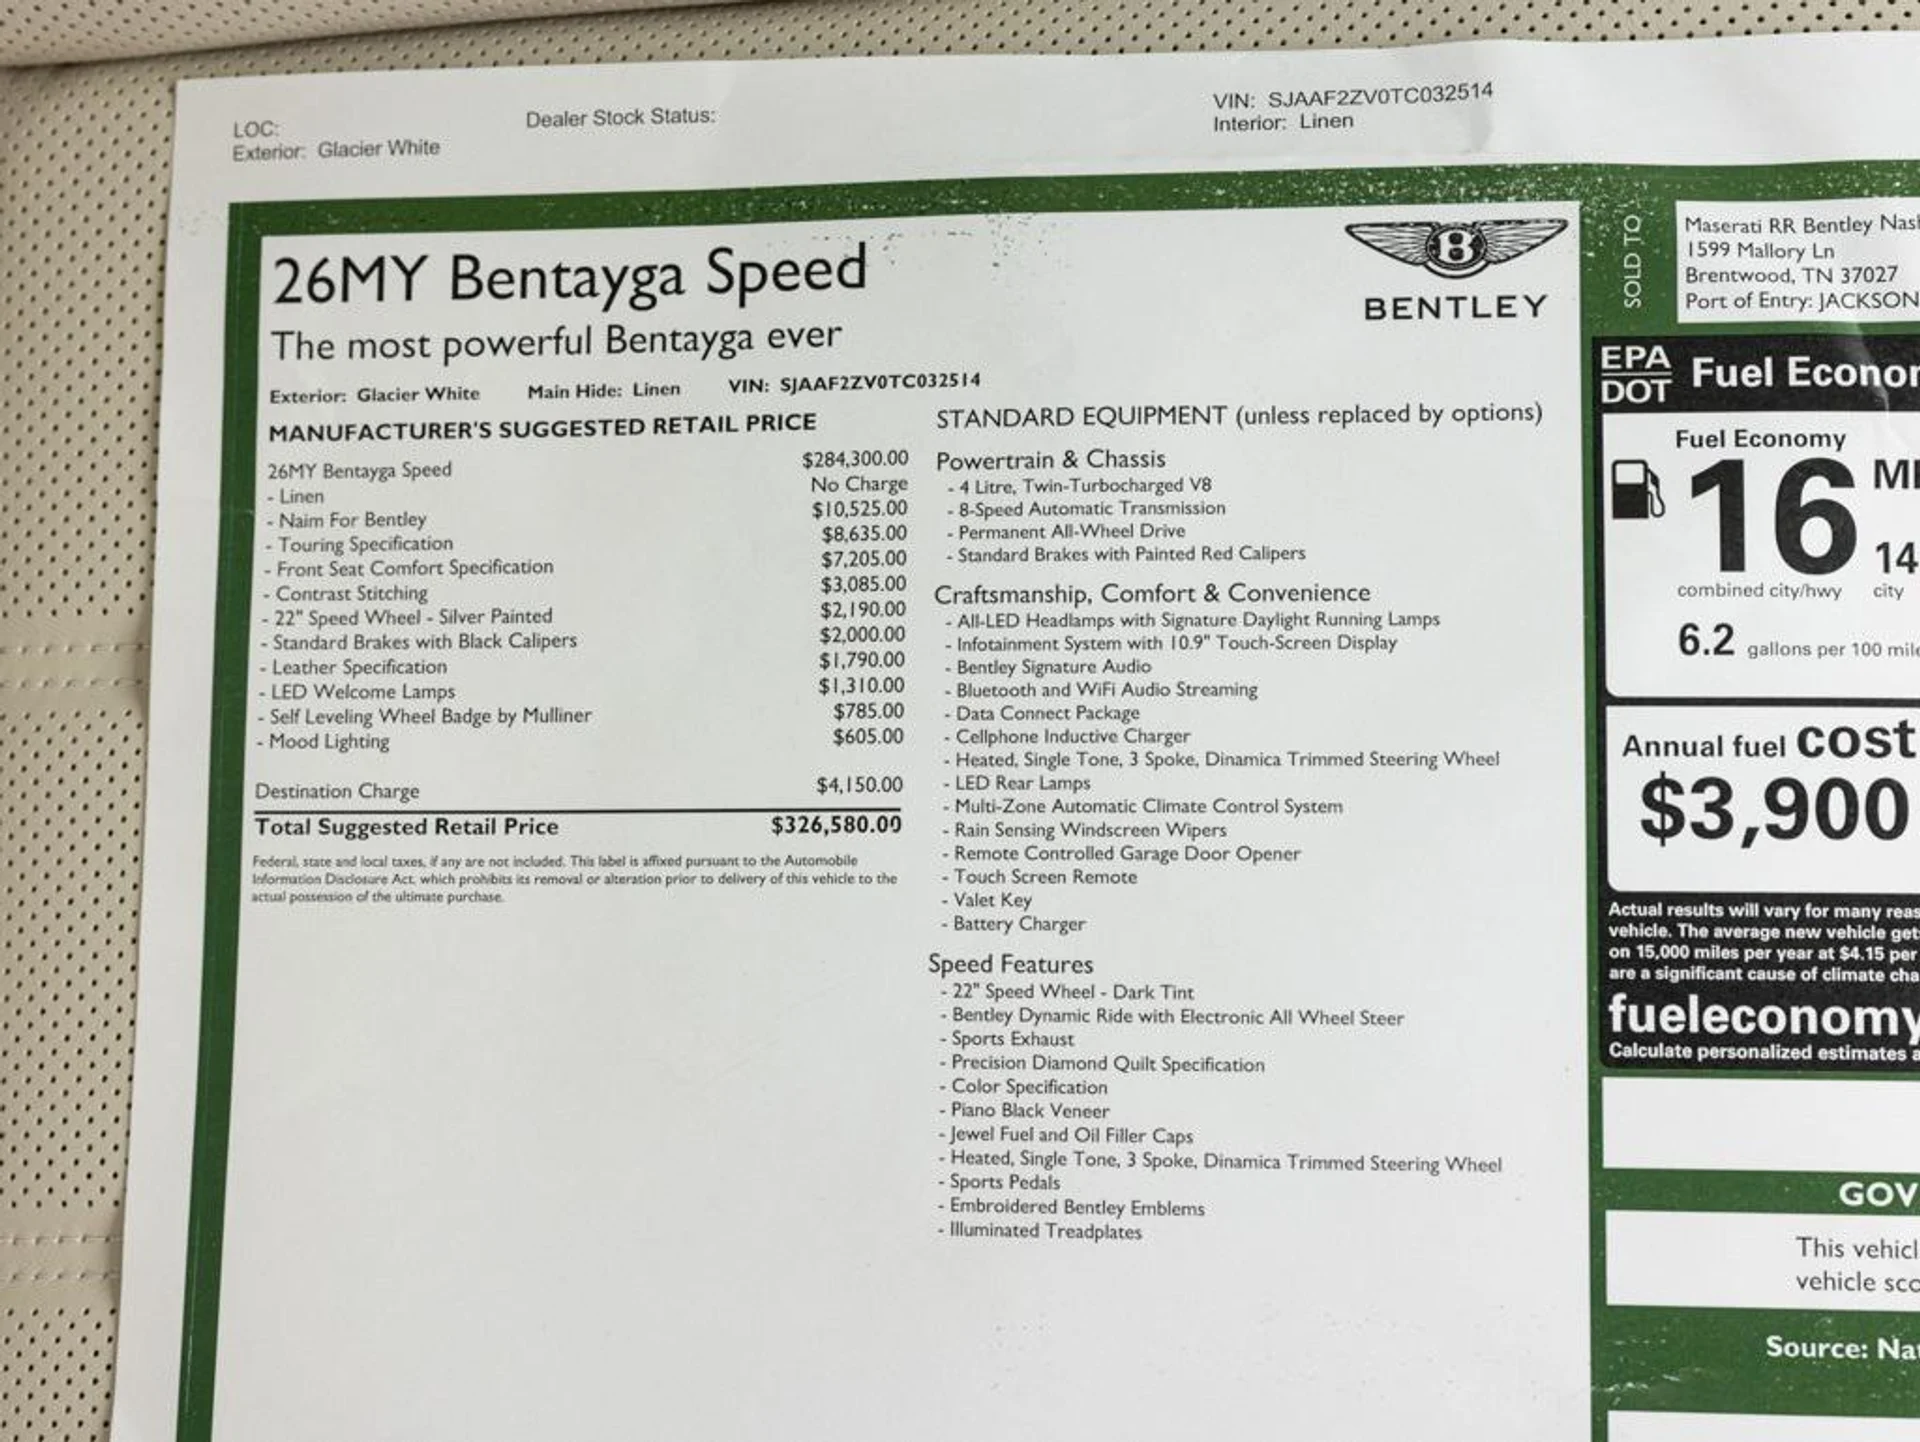 LOC:
Exterior: Glacier White
Dealer Stock Status:
VIN: SJAAF2ZV0TC032514
Interior: Linen
26MY Bentayga Speed
The most powerful Bentayga ever
Exterior: Glacier White Main Hide: Linen VIN: SJAAF2ZV0TC032514
B
BENTLEY
MANUFACTURER'S SUGGESTED RETAIL PRICE
26MY Bentayga Speed $284,300.00
- Linen No Charge
- Naim For Bentley $10,525.00
- Touring Specification $8,635.00
- Front Seat Comfort Specification $7,205.00
- Contrast Stitching $3,085.00
- 22" Speed Wheel - Silver Painted $2,190.00
- Standard Brakes with Black Calipers $2,000.00
- Leather Specification $1,790.00
- LED Welcome Lamps $1,310.00
- Self Leveling Wheel Badge by Mulliner $785.00
- Mood Lighting $605.00
Destination Charge $4,150.00
Total Suggested Retail Price $326,580.00
Federal, state and local taxes, if any are not included. This label is affixed pursuant to the Automobile
Information Disclosure Act, which prohibits its removal or alteration prior to delivery of this vehicle to the
actual possession of the ultimate purchase.
STANDARD EQUIPMENT (unless replaced by options)
Powertrain & Chassis
- 4 Litre, Twin-Turbocharged V8
- 8-Speed Automatic Transmission
- Permanent All-Wheel Drive
- Standard Brakes with Painted Red Calipers
Craftsmanship, Comfort & Convenience
- All-LED Headlamps with Signature Daylight Running Lamps
- Infotainment System with 10.9" Touch-Screen Display
- Bentley Signature Audio
- Bluetooth and WiFi Audio Streaming
- Data Connect Package
- Cellphone Inductive Charger
- Heated, Single Tone, 3 Spoke, Dinamica Trimmed Steering Wheel
- LED Rear Lamps
- Multi-Zone Automatic Climate Control System
- Rain Sensing Windscreen Wipers
- Remote Controlled Garage Door Opener
- Touch Screen Remote
- Valet Key
- Battery Charger
Speed Features
- 22" Speed Wheel - Dark Tint
- Bentley Dynamic Ride with Electronic All Wheel Steer
- Sports Exhaust
- Precision Diamond Quilt Specification
- Color Specification
- Piano Black Veneer
- Jewel Fuel and Oil Filler Caps
- Heated, Single Tone, 3 Spoke, Dinamica Trimmed Steering Wheel
- Sports Pedals
- Embroidered Bentley Emblems
- Illuminated Treadplates
SOLD TO
Maserati RR Bentley Nas
1599 Mallory Ln
Brentwood, TN 37027
Port of Entry: JACKSON
EPA
DOT
Fuel Econo
Fuel Economy
16 M
14
combined city/hwy city
6.2 gallons per 100 mile
Annual fuel cost
$3,900
Actual results will vary for many reas
vehicle. The average new vehicle get
on 15,000 miles per year at $4.15 per
are a significant cause of climate cha
fueleconomy
Calculate personalized estimates a
GOV
This vehicl
vehicle sco
Source: Na